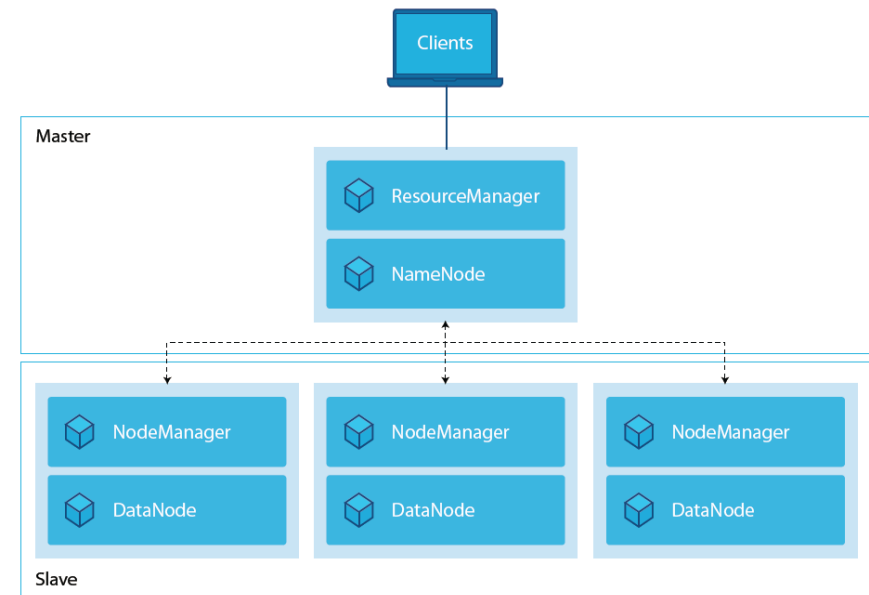 Clients
Master
ResourceManager
NameNode
NodeManager
NodeManager
NodeManager
DataNode
DataNode
DataNode
Slave